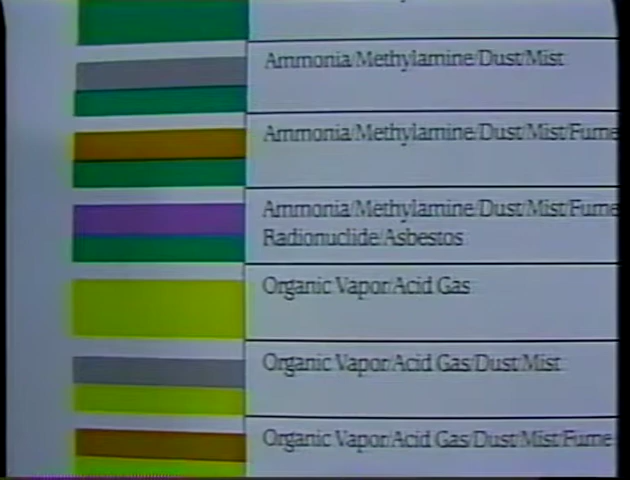 Ammonia/Methylamine/Dust/Mist
Ammonia/Methylamine/Dust/Mist/Fume
Ammonia/Methylamine/Dust/Mist/Fume
Radionuclide/Asbestos
Organic Vapor/Acid Gas
Organic Vapor/Acid Gas/Dust/Mist
Organic Vapor/Acid Gas/Dust/Mist/Fume